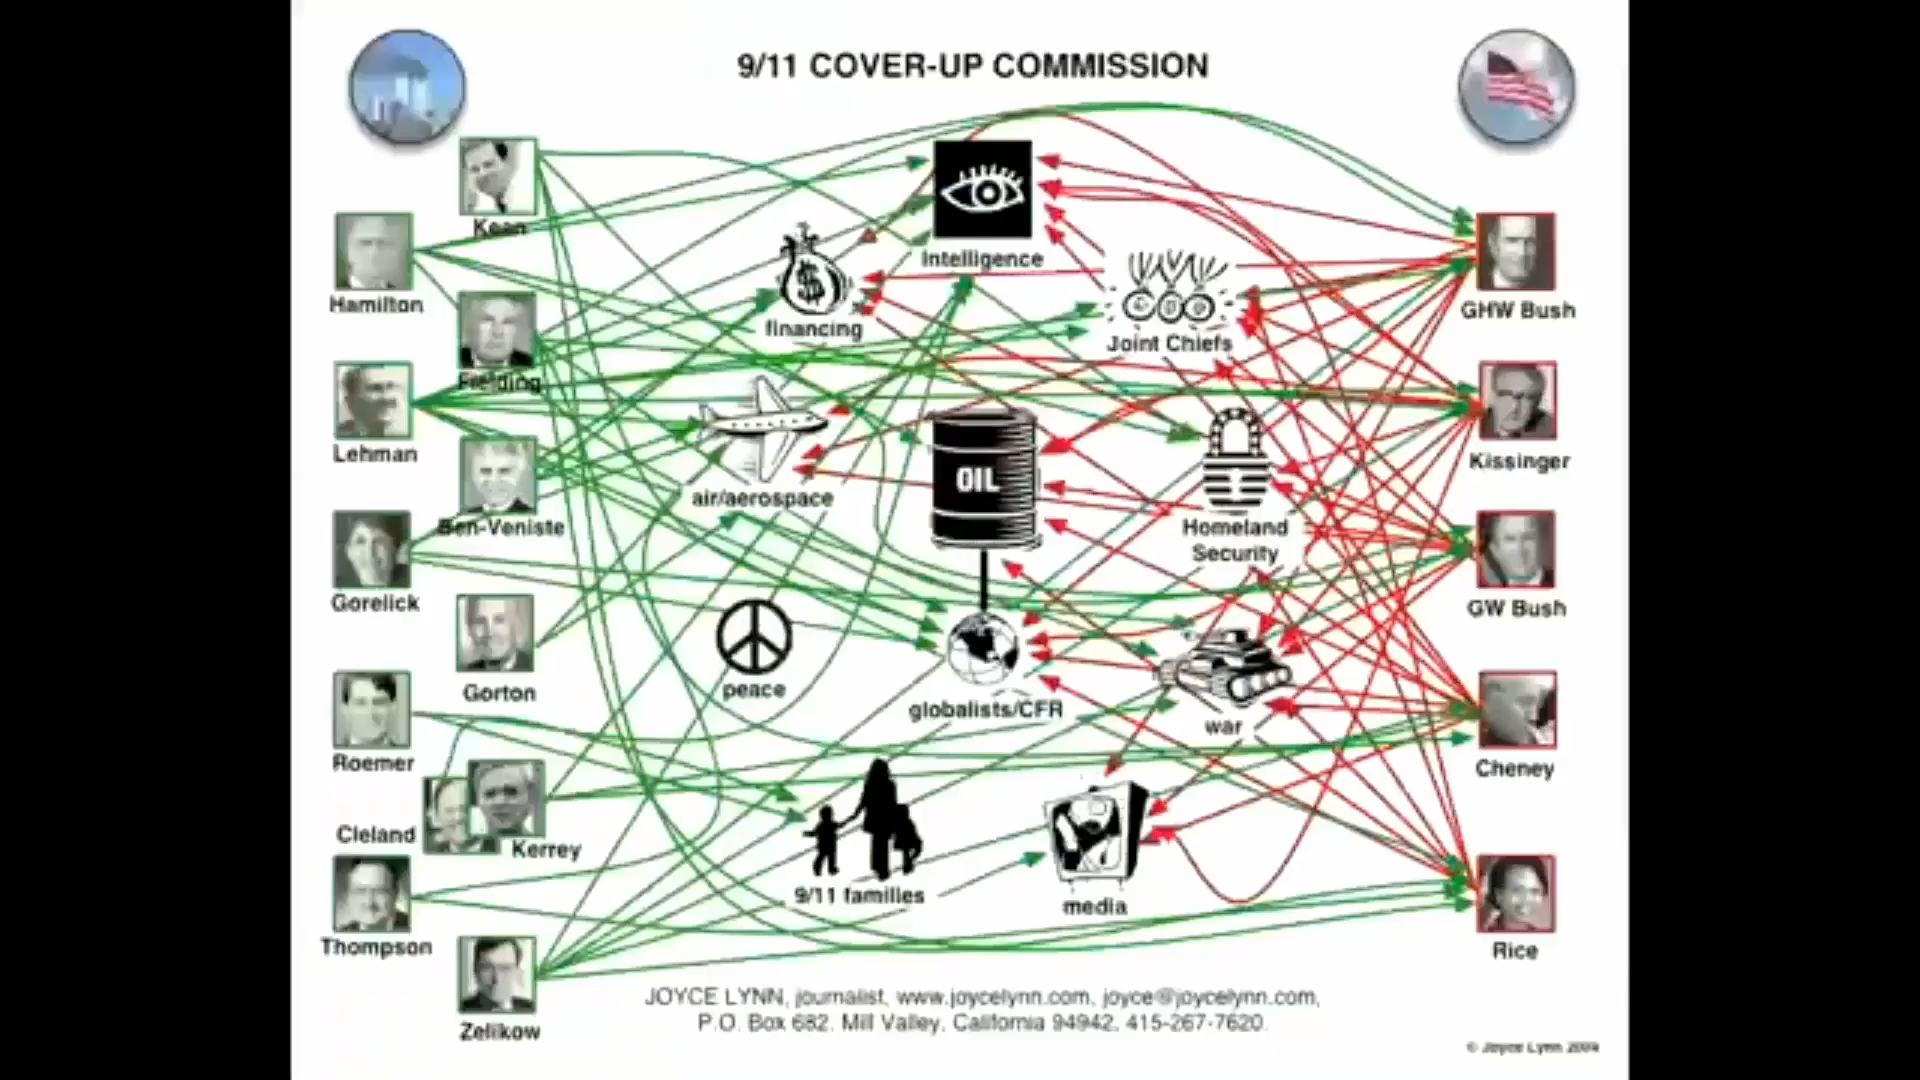 9/11 COVER-UP COMMISSION
Kean
Hamilton
Fielding
Lehman
Ben-Veniste
Gorelick
Gorton
Roemer
Cleland
Kerrey
Thompson
Zelikow
Intelligence
$
financing
Joint Chiefs
air/aerospace
OIL
Homeland
Security
peace
globalists/CFR
war
9/11 families
media
GHW Bush
Kissinger
GW Bush
Cheney
Rice
JOYCE LYNN, journalist, www.joycelynn.com, joyce@joycelynn.com,
P.O. Box 682, Mill Valley, California 94942, 415-267-7620.
© Joyce Lynn 2004